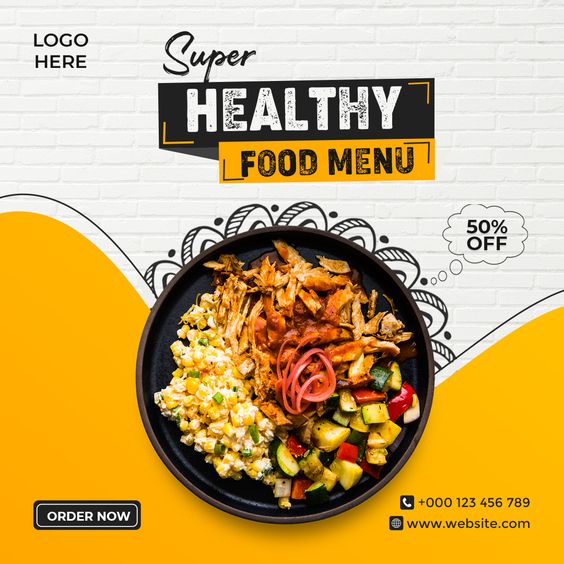 LOGO
HERE
Super
HEALTHY
FOOD MENU
50%
OFF
ORDER NOW
+000 123 456 789
www.website.com